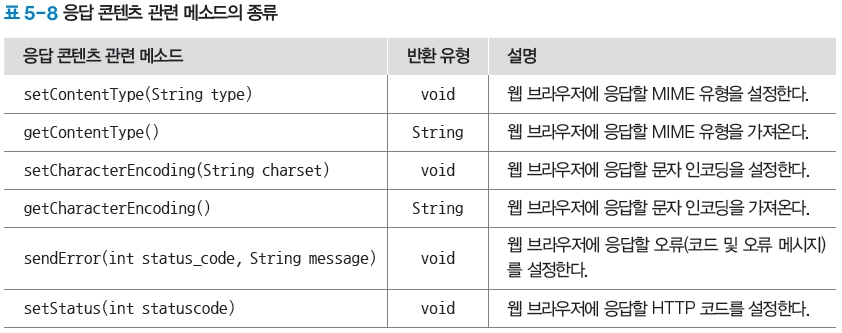 표 5-8 응답 콘텐츠 관련 메소드의 종류
응답 콘텐츠 관련 메소드 반환 유형 설명
setContentType(String type) void 웹 브라우저에 응답할 MIME 유형을 설정한다.
getContentType() String 웹 브라우저에 응답할 MIME 유형을 가져온다.
setCharacterEncoding(String charset) void 웹 브라우저에 응답할 문자 인코딩을 설정한다.
getCharacterEncoding() String 웹 브라우저에 응답할 문자 인코딩을 가져온다.
sendError(int status_code, String message) void 웹 브라우저에 응답할 오류(코드 및 오류 메시지)
를 설정한다.
setStatus(int statuscode) void 웹 브라우저에 응답할 HTTP 코드를 설정한다.